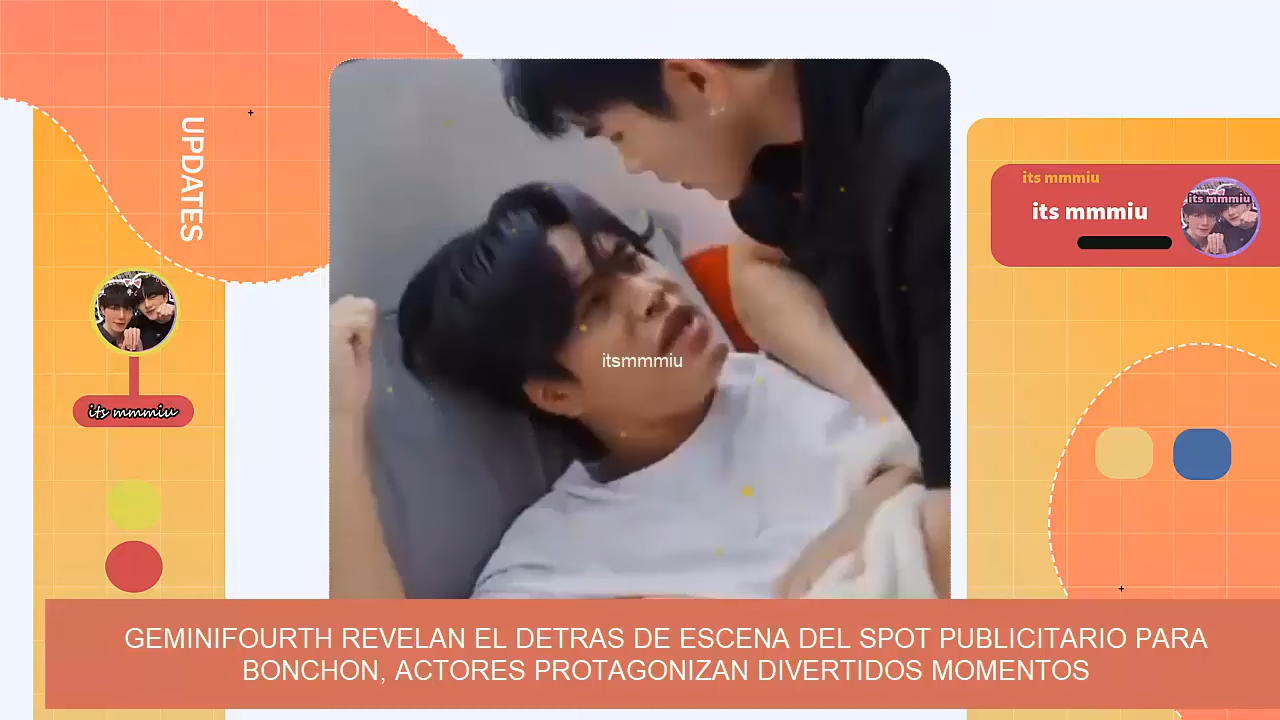 UPDATES
its mmmiu
itsmmmiu
its mmmiu
its mmmiu
its mmmiu
GEMINIFOURTH REVELAN EL DETRAS DE ESCENA DEL SPOT PUBLICITARIO PARA
BONCHON, ACTORES PROTAGONIZAN DIVERTIDOS MOMENTOS